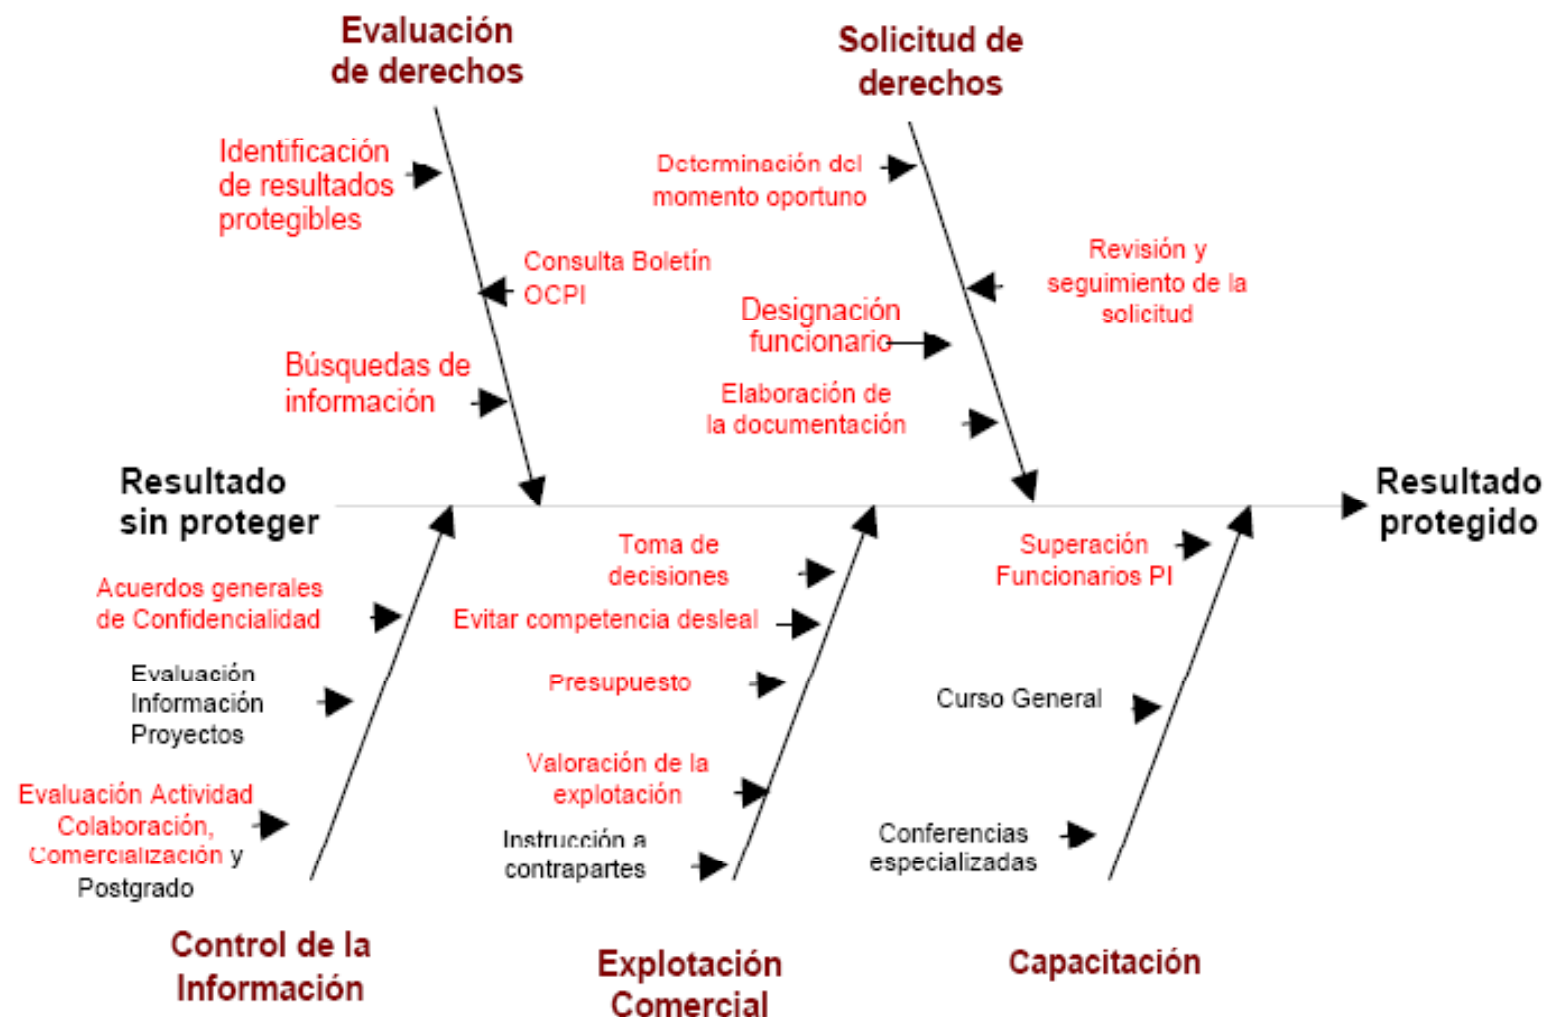 Evaluación
de derechos
Solicitud de
derechos
Identificación
de resultados
protegibles
Determinación del
momento oportuno
Consulta Boletín
OCPI
Revisión y
seguimiento de la
solicitud
Designación
funcionario
Búsquedas de
información
Elaboración de
la documentación
Resultado
sin proteger
Resultado
protegido
Acuerdos generales
de Confidencialidad
Evaluación
Información
Proyectos
Evaluación Actividad
Colaboración,
Comercialización y
Postgrado
Toma de
decisiones
Evitar competencia desleal
Presupuesto
Valoración de la
explotación
Instrucción a
contrapartes
Superación
Funcionarios PI
Curso General
Conferencias
especializadas
Control de la
Información
Explotación
Comercial
Capacitación